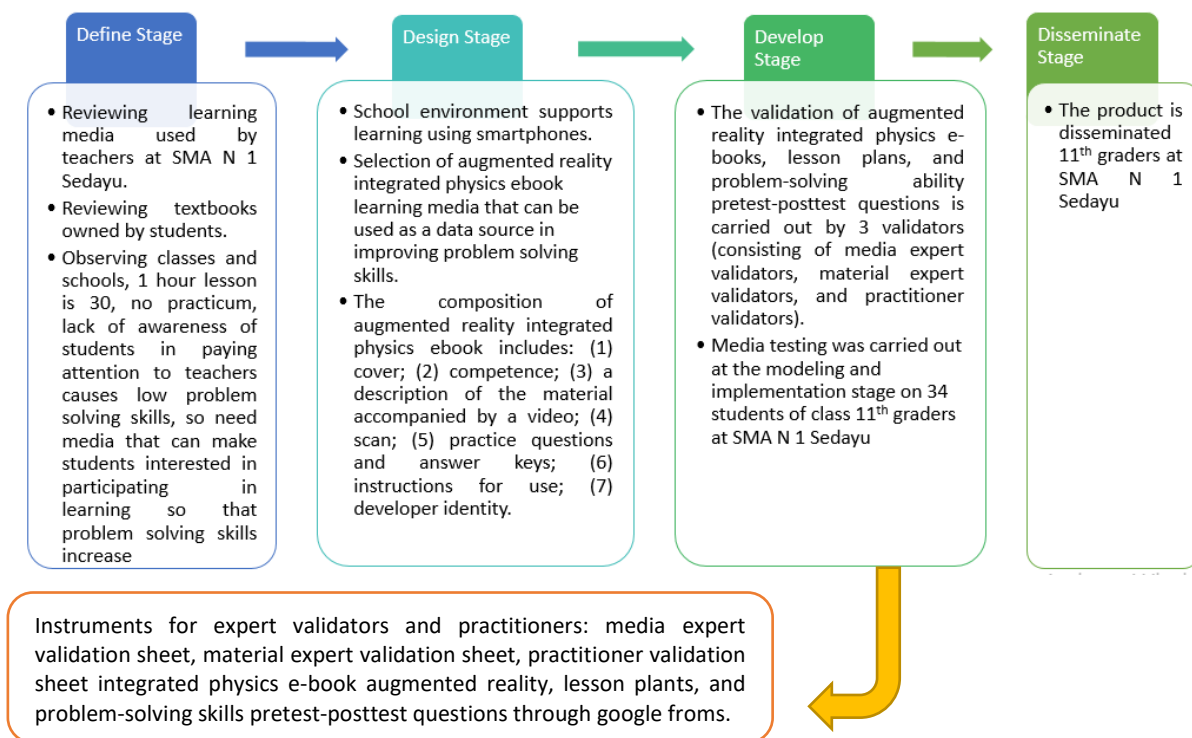 Define Stage
• Reviewing learning
media used by
teachers at SMA N 1
Sedayu.
• Reviewing textbooks
owned by students.
• Observing classes and
schools, 1 hour lesson
is 30, no practicum,
lack of awareness of
students in paying
attention to teachers
causes low problem
solving skills, so need
media that can make
students interested in
participating in
learning so that
problem solving skills
increase
Design Stage
• School environment supports
learning using smartphones.
• Selection of augmented reality
integrated physics ebook
learning media that can be
used as a data source in
improving problem solving
skills.
• The composition of
augmented reality integrated
physics ebook includes: (1)
cover; (2) competence; (3) a
description of the material
accompanied by a video; (4)
scan; (5) practice questions
and answer keys; (6)
instructions for use; (7)
developer identity.
Develop
Stage
• The validation of augmented
reality integrated physics e-
books, lesson plans, and
problem-solving ability
pretest-posttest questions is
carried out by 3 validators
(consisting of media expert
validators, material expert
validators, and practitioner
validators).
• Media testing was carried out
at the modeling and
implementation stage on 34
students of class 11th graders
at SMA N 1 Sedayu
Disseminate
Stage
• The product is
disseminated
11th graders at
SMA N 1
Sedayu
Instruments for expert validators and practitioners: media expert
validation sheet, material expert validation sheet, practitioner validation
sheet integrated physics e-book augmented reality, lesson plants, and
problem-solving skills pretest-posttest questions through google froms.